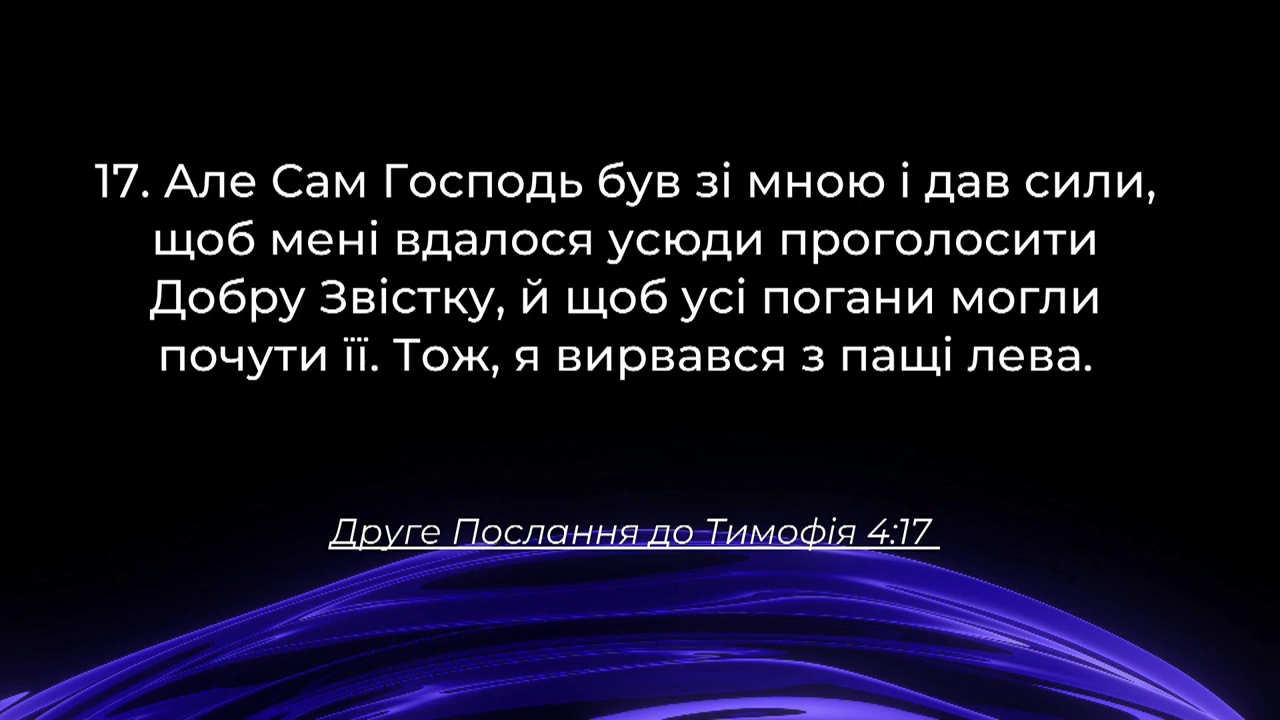 17. Але Сам Господь був зі мною і дав сили,
щоб мені вдалося усюди проголосити
Добру Звістку, й щоб усі погани могли
почути її. Тож, я вирвався з пащі лева.
Друге Послання до Тимофія 4:17